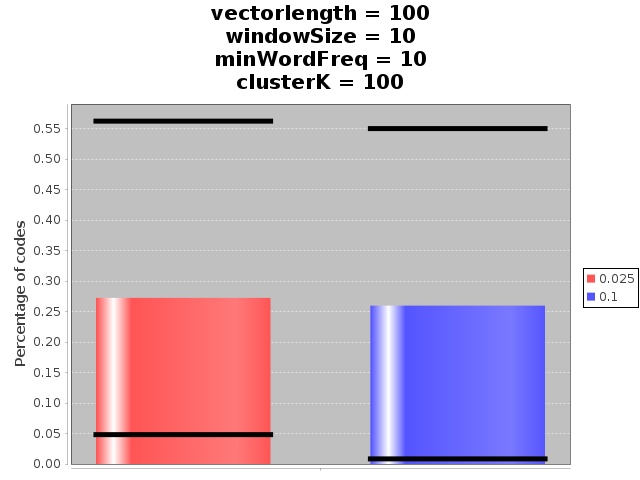 vectorlength = 100
windowSize = 10
minWordFreq = 10
clusterK = 100
Percentage of codes
0.55
0.50
0.45
0.40
0.35
0.30
0.25
0.20
0.15
0.10
0.05
0.00
0.025
0.1